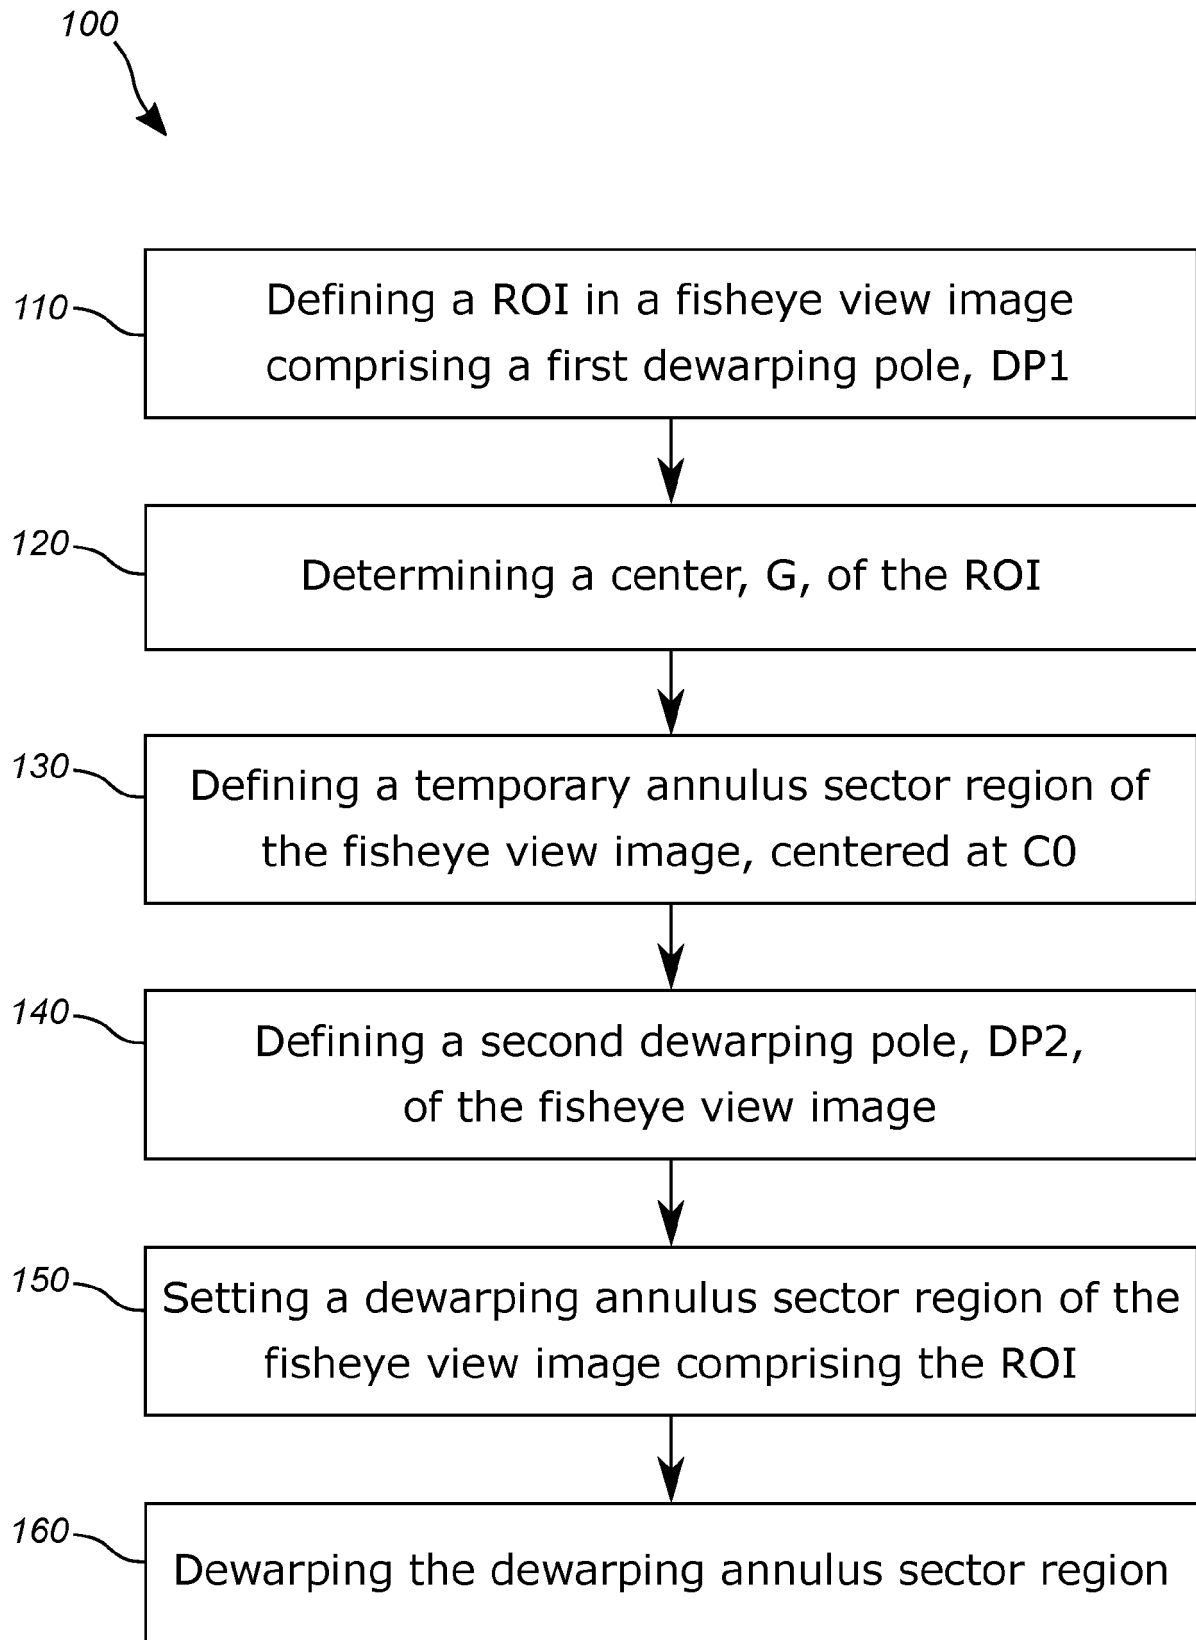 100
110
Defining a ROI in a fisheye view image
comprising a first dewarping pole, DP1
120
Determining a center, G, of the ROI
130
Defining a temporary annulus sector region of
the fisheye view image, centered at C0
140
Defining a second dewarping pole, DP2,
of the fisheye view image
150
Setting a dewarping annulus sector region of the
fisheye view image comprising the ROI
160
Dewarping the dewarping annulus sector region